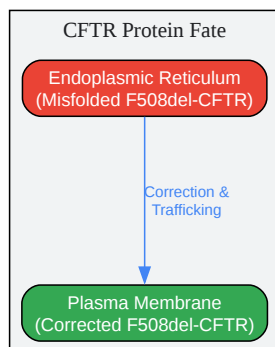 CFTR Protein Fate
Endoplasmic Reticulum
(Misfolded F508del-CFTR)
Correction &
Trafficking
Plasma Membrane
(Corrected F508del-CFTR)